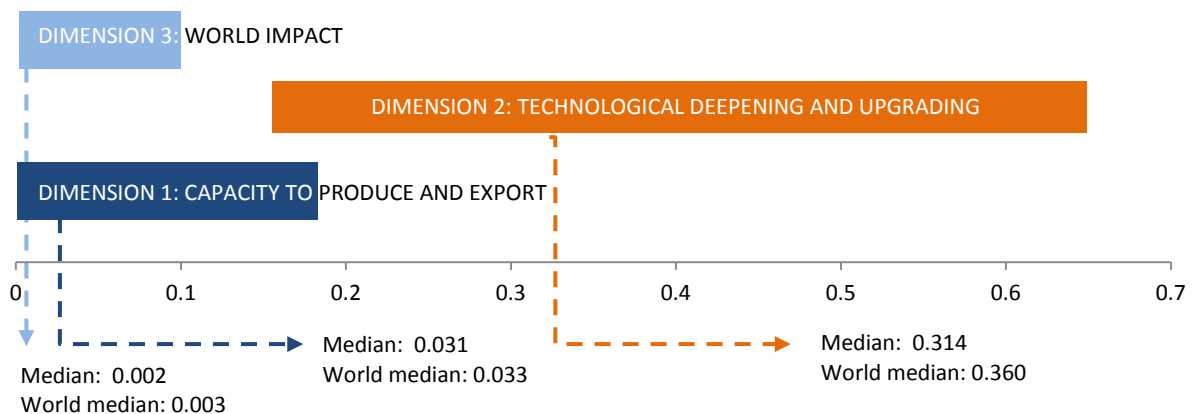 DIMENSION 3: WORLD IMPACT
DIMENSION 2: TECHNOLOGICAL DEEPENING AND UPGRADING
DIMENSION 1: CAPACITY TO PRODUCE AND EXPORT
0 0.1 0.2 0.3 0.4 0.5 0.6 0.7
Median: 0.002
World median: 0.003
Median: 0.031
World median: 0.033
Median: 0.314
World median: 0.360